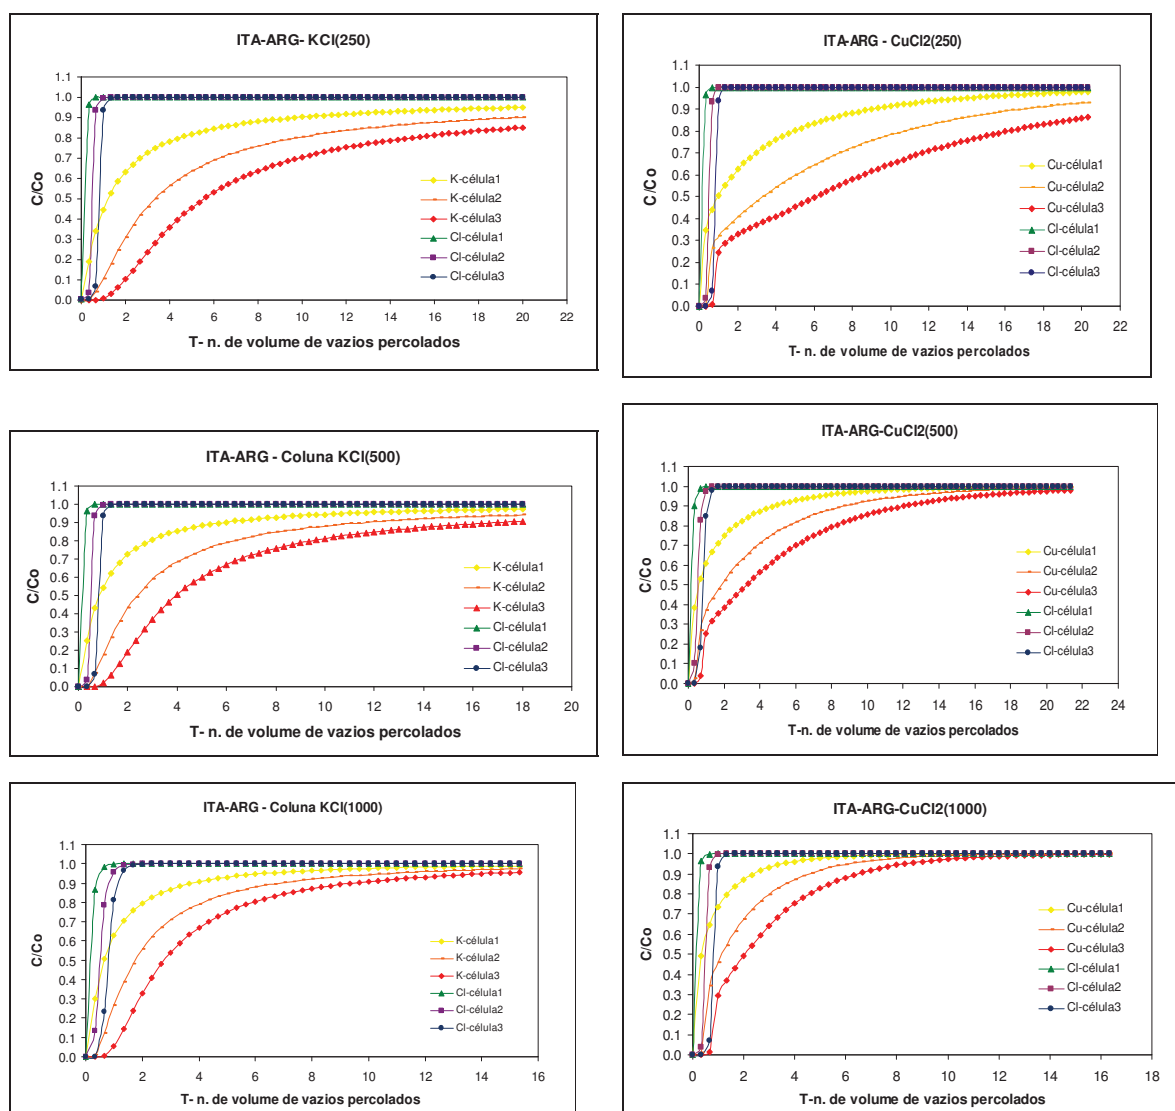 ITA-ARG- KCl(250)
1.1
1.0
0.9
0.8
0.7
0.6
0.5
0.4
0.3
0.2
0.1
0.0
C/Co
K-célula1
K-célula2
K-célula3
Cl-célula1
Cl-célula2
Cl-célula3
0 2 4 6 8 10 12 14 16 18 20 22
T- n. de volume de vazios percolados
ITA-ARG - CuCl2(250)
1.1
1.0
0.9
0.8
0.7
0.6
0.5
0.4
0.3
0.2
0.1
0.0
C/Co
Cu-célula1
Cu-célula2
Cu-célula3
Cl-célula1
Cl-célula2
Cl-célula3
0 2 4 6 8 10 12 14 16 18 20 22
T- n. de volume de vazios percolados
ITA-ARG - Coluna KCl(500)
1.1
1.0
0.9
0.8
0.7
0.6
0.5
0.4
0.3
0.2
0.1
0.0
C/Co
K-célula1
K-célula2
K-célula3
Cl-célula1
Cl-célula2
Cl-célula3
0 2 4 6 8 10 12 14 16 18 20
T- n. de volume de vazios percolados
ITA-ARG-CuCl2(500)
1.1
1.0
0.9
0.8
0.7
0.6
0.5
0.4
0.3
0.2
0.1
0.0
C/Co
Cu-célula1
Cu-célula2
Cu-célula3
Cl-célula1
Cl-célula2
Cl-célula3
0 2 4 6 8 10 12 14 16 18 20 22 24
T-n. de volume de vazios percolados
ITA-ARG - Coluna KCl(1000)
1.1
1.0
0.9
0.8
0.7
0.6
0.5
0.4
0.3
0.2
0.1
0.0
C/Co
K-célula1
K-célula2
K-célula3
Cl-célula1
Cl-célula2
Cl-célula3
0 2 4 6 8 10 12 14 16
T- n. de volume de vazios percolados
ITA-ARG-CuCl2(1000)
1.1
1.0
0.9
0.8
0.7
0.6
0.5
0.4
0.3
0.2
0.1
0.0
C/Co
Cu-célula1
Cu-célula2
Cu-célula3
Cl-célula1
Cl-célula2
Cl-célula3
0 2 4 6 8 10 12 14 16 18
T- n. de volume de vazios percolados